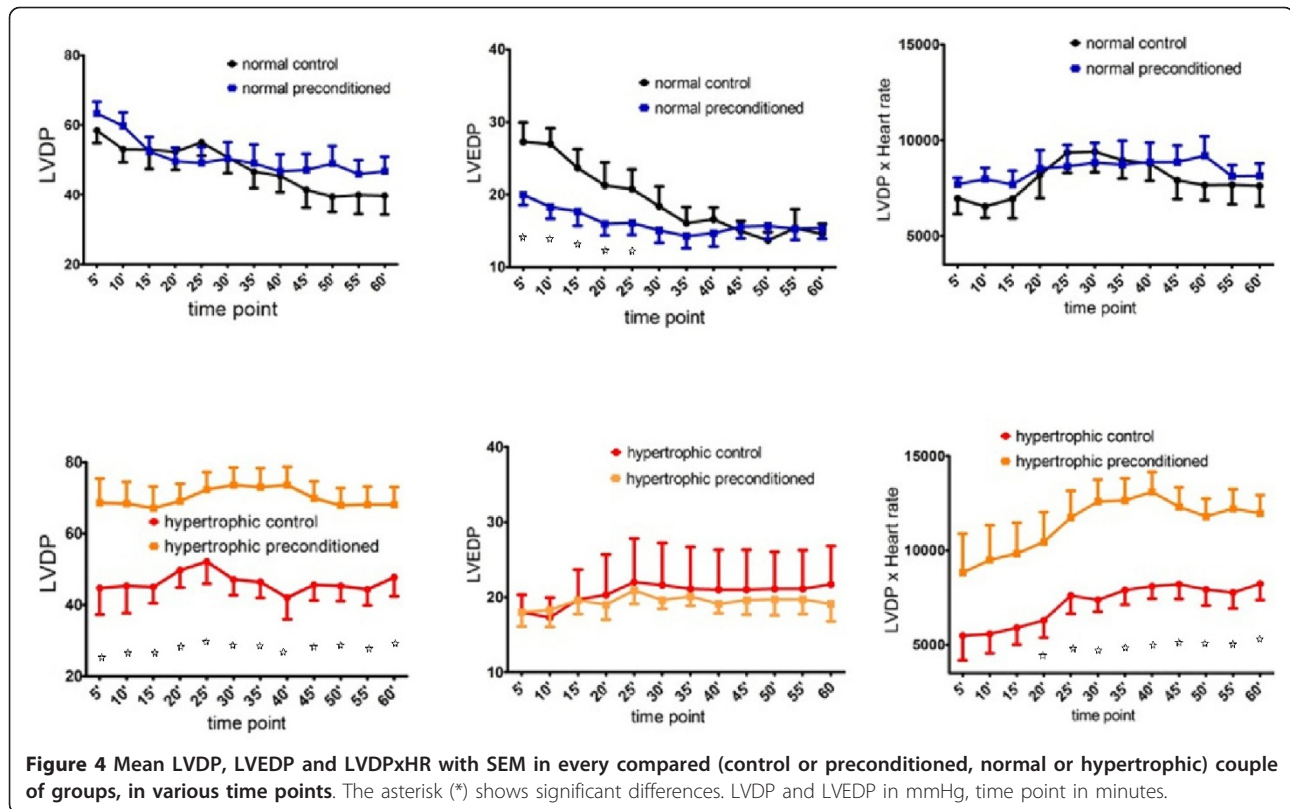 80
60
40
20
LVDP
normal control
normal preconditioned
5' 10' 15' 20' 25' 30' 35' 40' 45' 50' 55' 60'
time point
40
30
20
10
LVEDP
normal control
normal preconditioned
☆ ☆ ☆ ☆ ☆
5' 10' 15' 20' 25' 30' 35' 40' 45' 50' 55' 60'
time point
15000
10000
5000
LVDP x Heart rate
normal control
normal preconditioned
5' 10' 15' 20' 25' 30' 35' 40' 45' 50' 55' 60'
time point
80
60
40
20
LVDP
hypertrophic control
hypertrophic preconditioned
☆ ☆ ☆ ☆ ☆ ☆ ☆ ☆ ☆ ☆ ☆ ☆
5' 10' 15' 20' 25' 30' 35' 40' 45' 50' 55' 60'
time point
40
30
20
10
LVEDP
hypertrophic control
hypertrophic preconditioned
5' 10' 15' 20' 25' 30' 35' 40' 45' 50' 55' 60
time point
15000
10000
5000
LVDP x Heart rate
hypertrophic control
hypertrophic preconditioned
☆ ☆ ☆ ☆ ☆ ☆ ☆ ☆ ☆
5' 10' 15' 20' 25' 30' 35' 40' 45' 50' 55' 60'
time point
Figure 4 Mean LVDP, LVEDP and LVDPxHR with SEM in every compared (control or preconditioned, normal or hypertrophic) couple
of groups, in various time points. The asterisk (*) shows significant differences. LVDP and LVEDP in mmHg, time point in minutes.